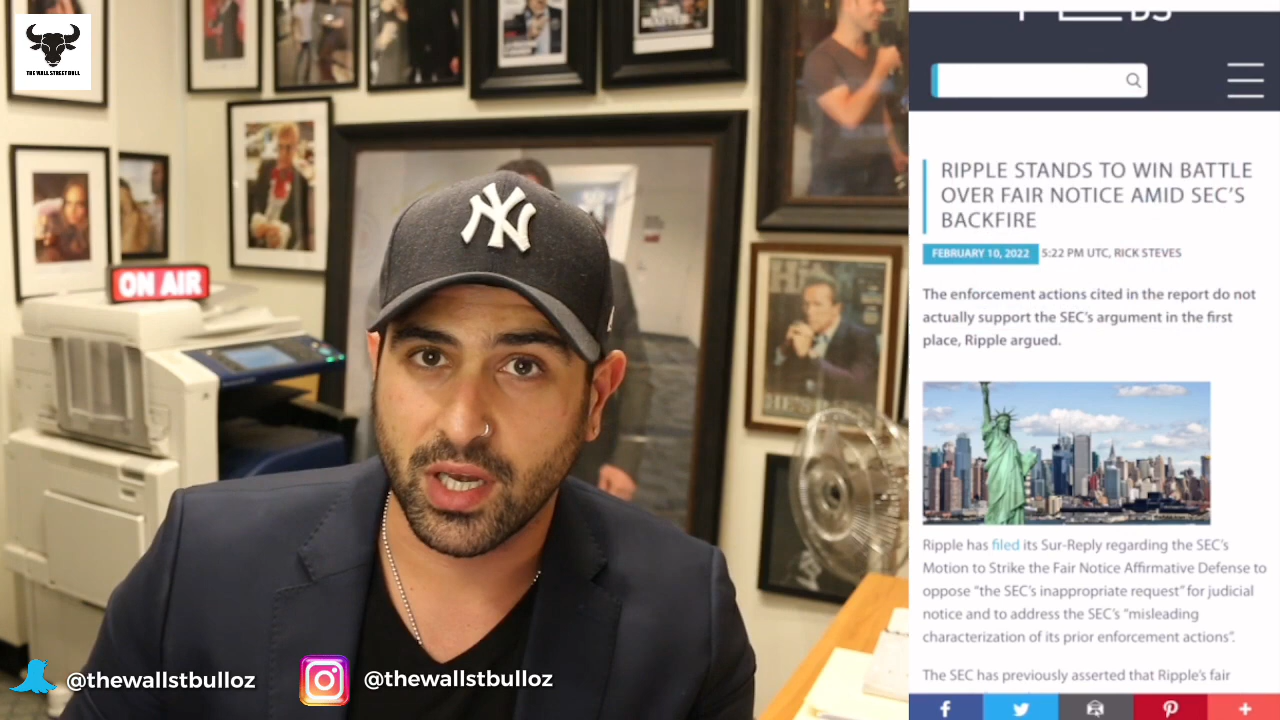 THE WALL STREET BULL
ON AIR
NY
@thewallstbulloz
@thewallstbulloz
RIPPLE STANDS TO WIN BATTLE
OVER FAIR NOTICE AMID SEC’S
BACKFIRE
FEBRUARY 10, 2022 5:22 PM UTC, RICK STEVES
The enforcement actions cited in the report do not
actually support the SEC’s argument in the first
place, Ripple argued.
Ripple has filed its Sur-Reply regarding the SEC’s
Motion to Strike the Fair Notice Affirmative Defense to
oppose “the SEC’s inappropriate request” for judicial
notice and to address the SEC’s “misleading
characterization of its prior enforcement actions”.
The SEC has previously asserted that Ripple’s fair